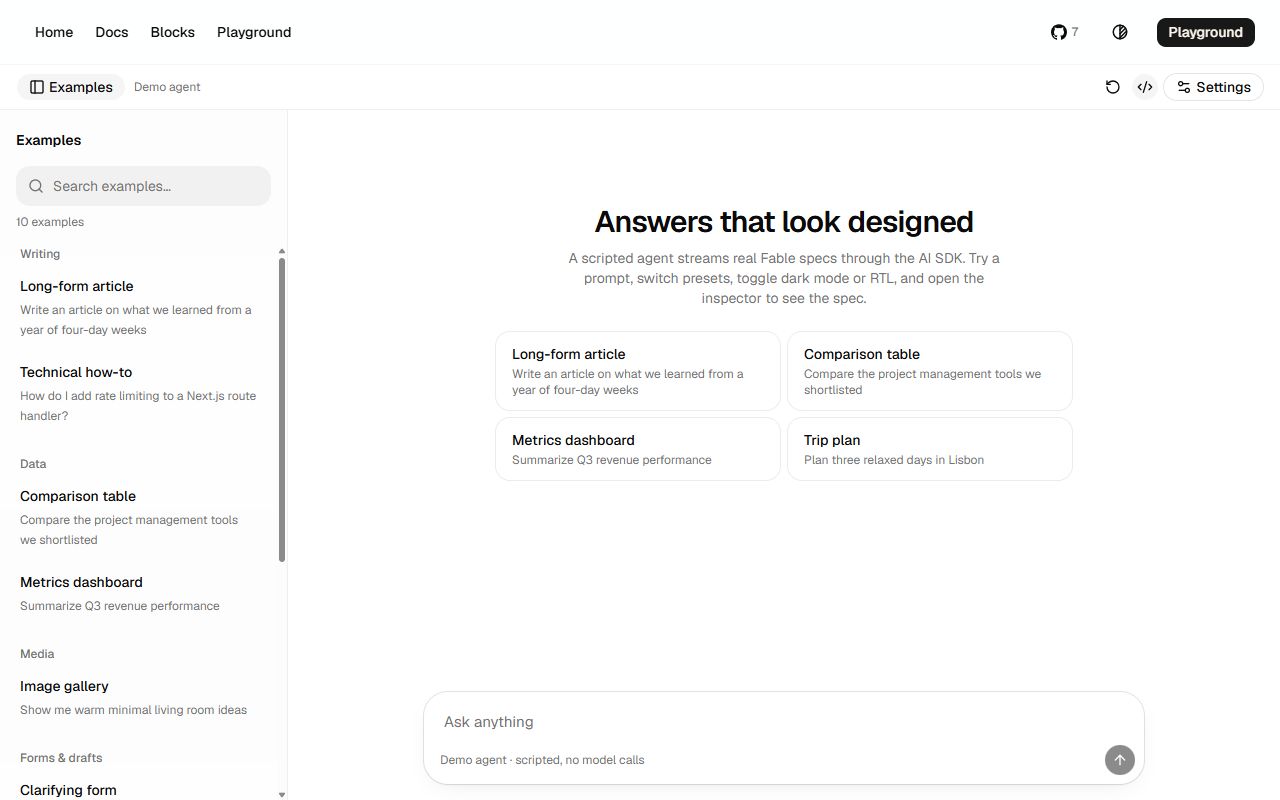 Home Docs Blocks Playground
7
Playground
Examples
Demo agent
Settings
Examples
Search examples...
10 examples
Writing
Long-form article
Write an article on what we learned from a
year of four-day weeks
Technical how-to
How do I add rate limiting to a Next.js route
handler?
Data
Comparison table
Compare the project management tools
we shortlisted
Metrics dashboard
Summarize Q3 revenue performance
Media
Image gallery
Show me warm minimal living room ideas
Forms & drafts
Clarifying form
Answers that look designed
A scripted agent streams real Fable specs through the AI SDK. Try a
prompt, switch presets, toggle dark mode or RTL, and open the
inspector to see the spec.
Long-form article
Write an article on what we learned from a
year of four-day weeks
Comparison table
Compare the project management tools we
shortlisted
Metrics dashboard
Summarize Q3 revenue performance
Trip plan
Plan three relaxed days in Lisbon
Ask anything
Demo agent · scripted, no model calls